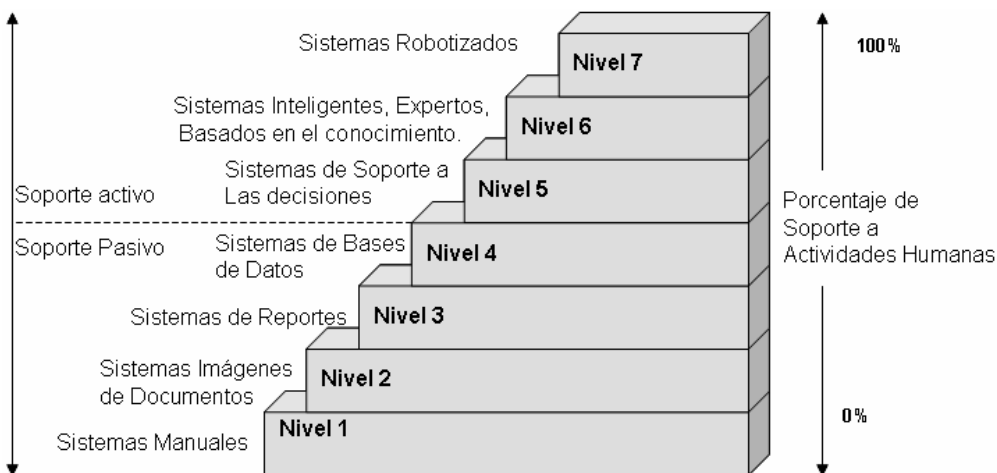 Sistemas Robotizados
Nivel 7
100%
Sistemas Inteligentes, Expertos,
Basados en el conocimiento.
Nivel 6
Sistemas de Soporte a
Las decisiones
Nivel 5
Soporte activo
Porcentaje de
Soporte a
Actividades Humanas
Soporte Pasivo
Sistemas de Bases
de Datos
Nivel 4
Sistemas de Reportes
Nivel 3
Sistemas Imágenes
de Documentos
Nivel 2
0%
Sistemas Manuales
Nivel 1